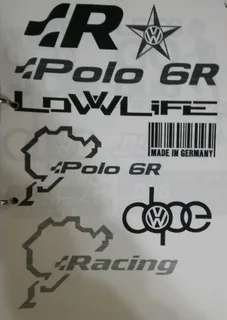 R
Polo 6R
LOWLIFE
MADE IN GERMANY
Polo 6R
dope
Racing